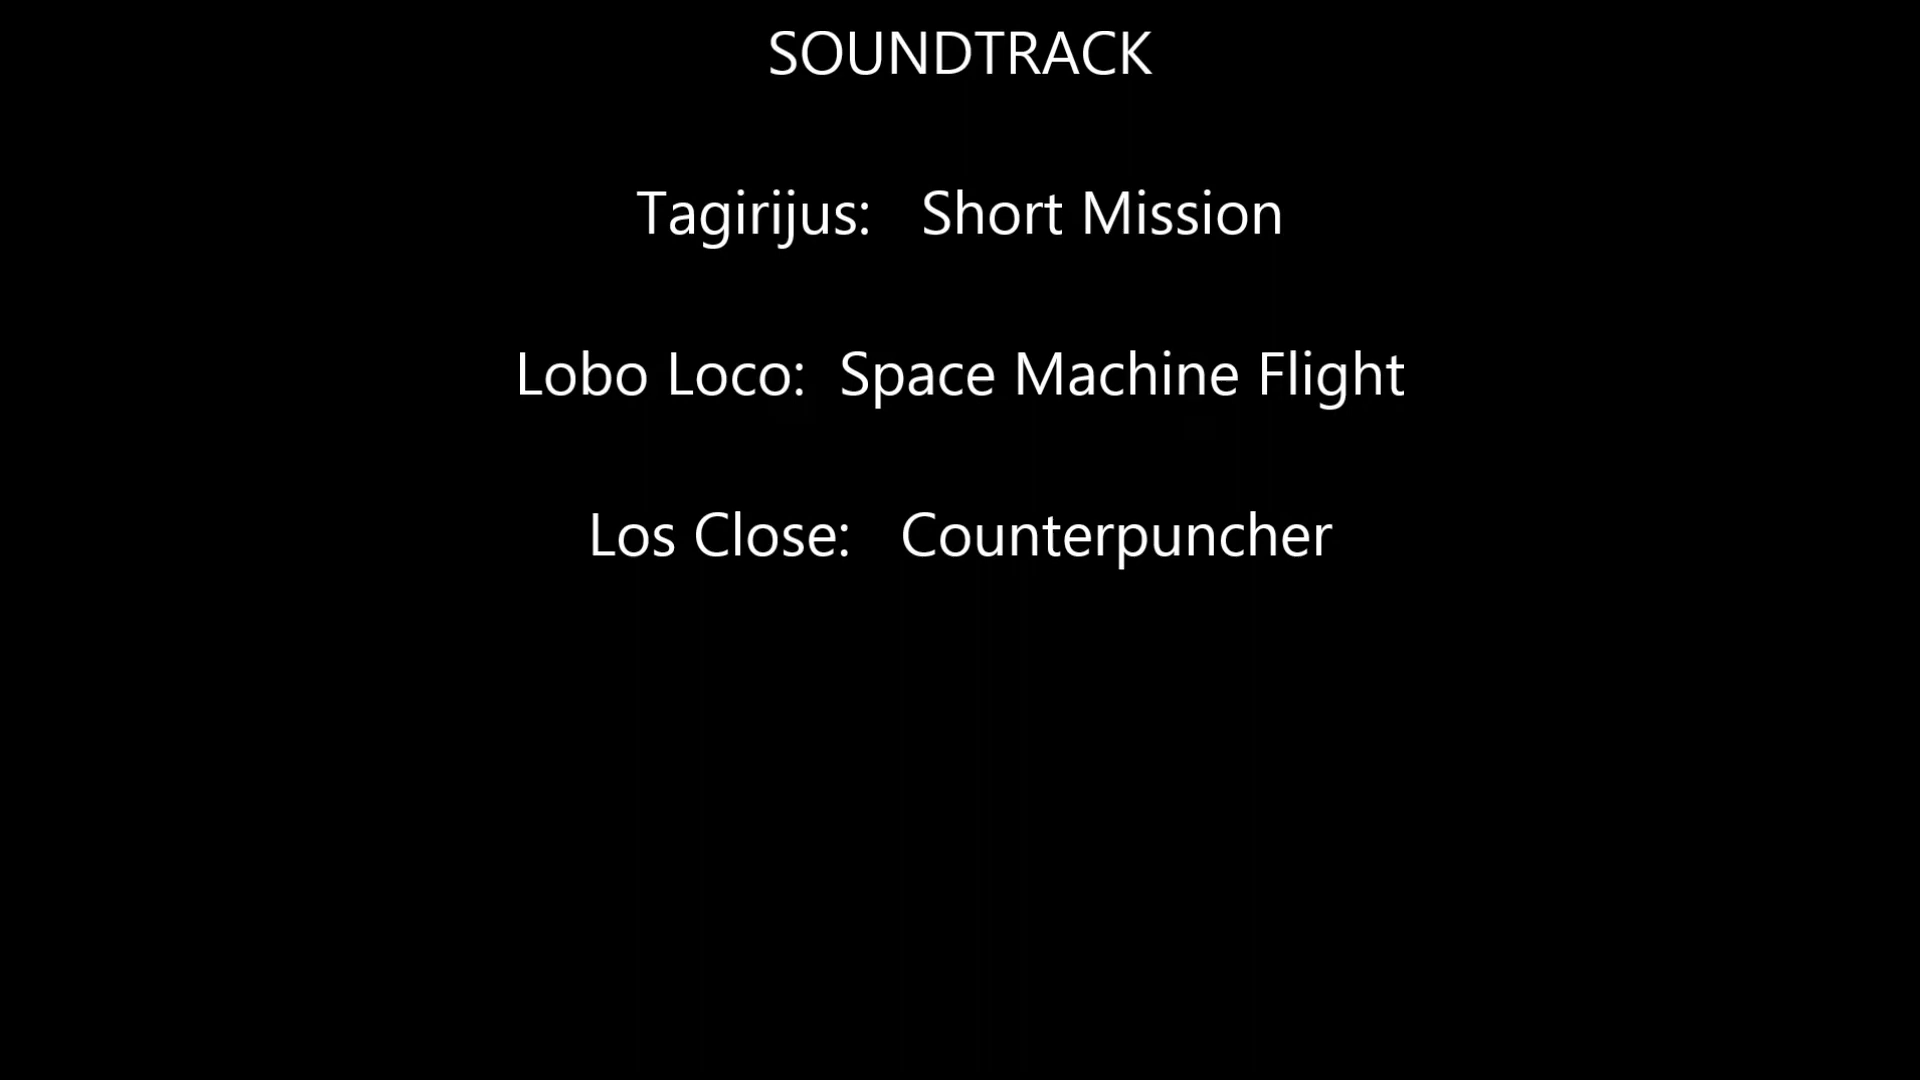 SOUNDTRACK
Tagirijus:   Short Mission
Lobo Loco:  Space Machine Flight
Los Close:   Counterpuncher